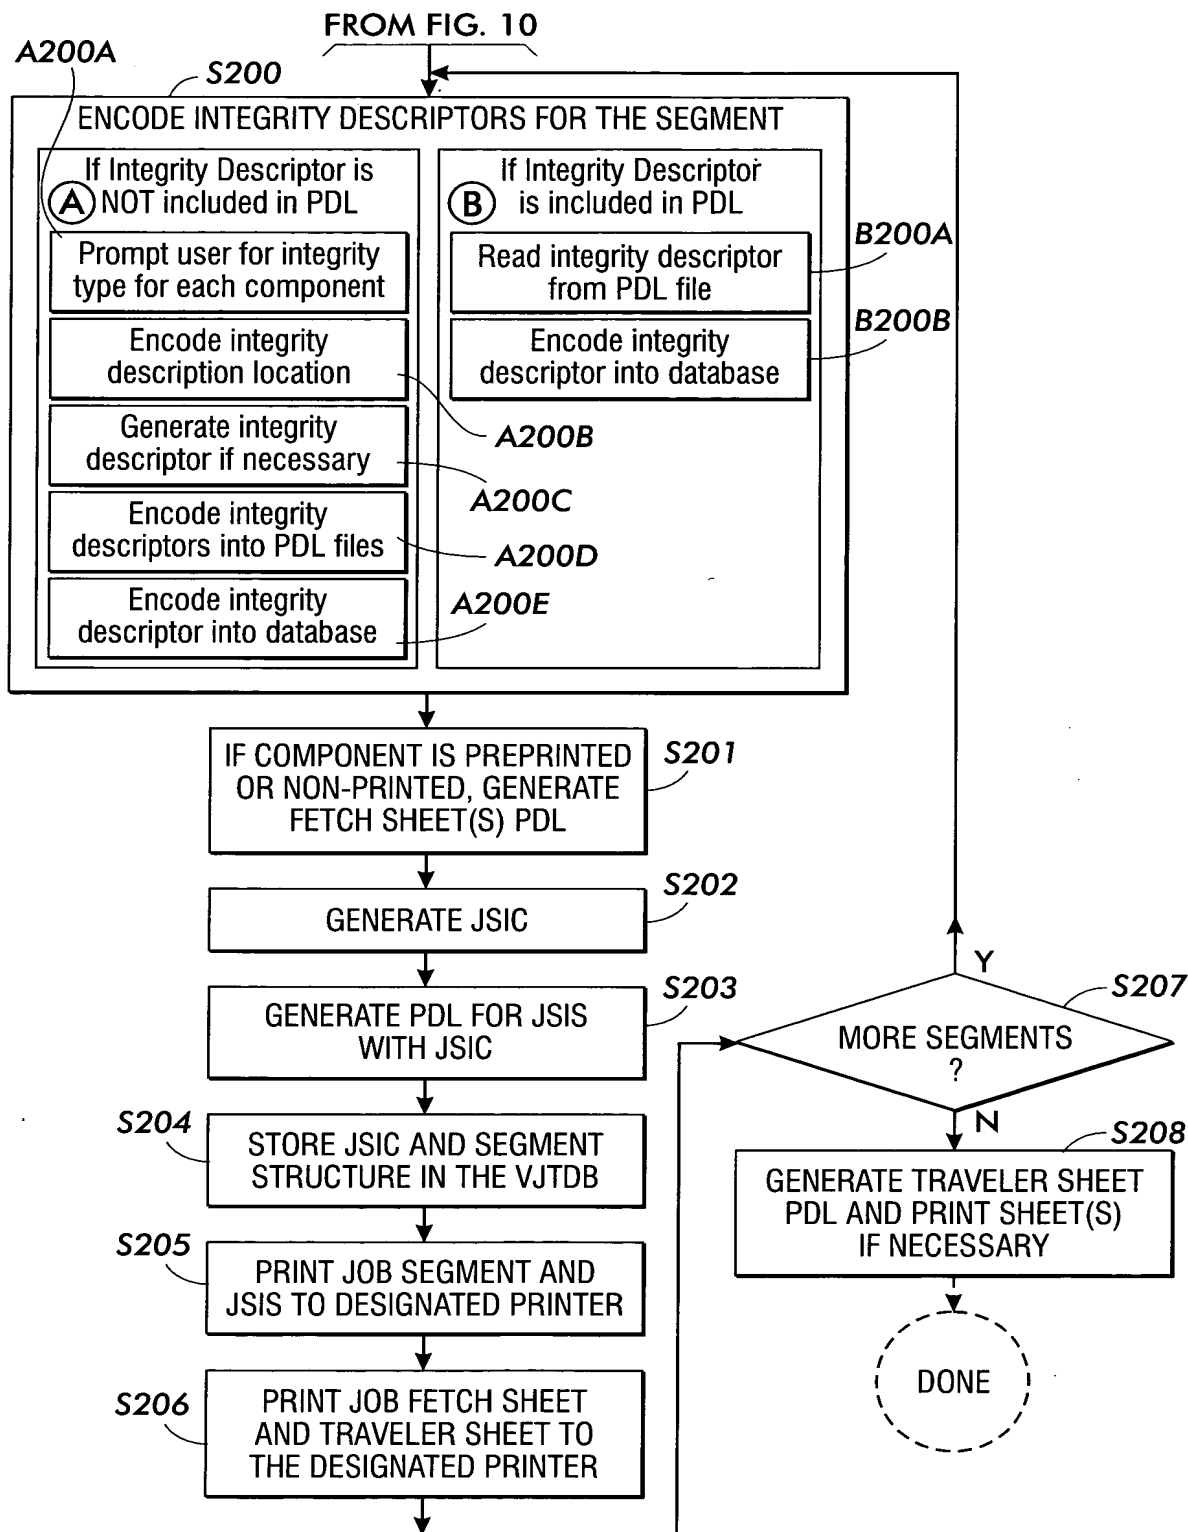 FROM FIG. 10
A200A
S200
ENCODE INTEGRITY DESCRIPTORS FOR THE SEGMENT
If Integrity Descriptor is
A NOT included in PDL
Prompt user for integrity
type for each component
Encode integrity
description location
Generate integrity
descriptor if necessary
Encode integrity
descriptors into PDL files
Encode integrity
descriptor into database
A200B
A200C
A200D
A200E
If Integrity Descriptor
B is included in PDL
Read integrity descriptor
from PDL file
Encode integrity
descriptor into database
B200A
B200B
IF COMPONENT IS PREPRINTED
OR NON-PRINTED, GENERATE
FETCH SHEET(S) PDL
S201
GENERATE JSIC
S202
GENERATE PDL FOR JSIS
WITH JSIC
S203
S204
STORE JSIC AND SEGMENT
STRUCTURE IN THE VJTDB
S205
PRINT JOB SEGMENT AND
JSIS TO DESIGNATED PRINTER
S206
PRINT JOB FETCH SHEET
AND TRAVELER SHEET TO
THE DESIGNATED PRINTER
Y
S207
MORE SEGMENTS
?
N
S208
GENERATE TRAVELER SHEET
PDL AND PRINT SHEET(S)
IF NECESSARY
DONE